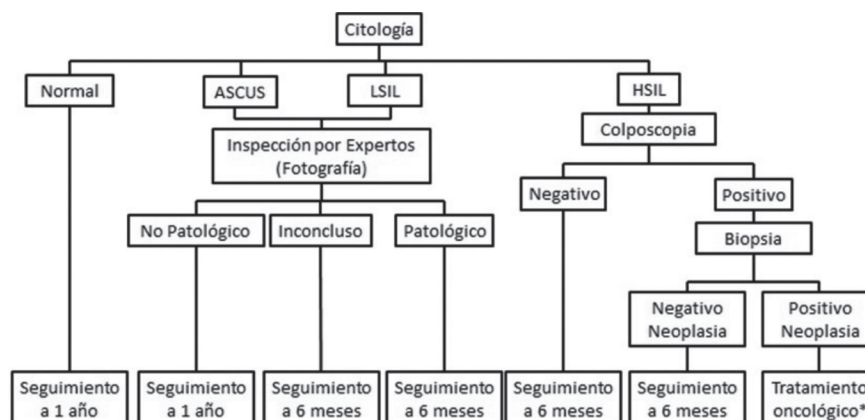 Citología
Normal
ASCUS
LSIL
HSIL
Inspección por Expertos
(Fotografía)
Colposcopia
No Patológico
Inconcluso
Patológico
Negativo
Positivo
Biopsia
Negativo
Neoplasia
Positivo
Neoplasia
Seguimiento
a 1 año
Seguimiento
a 1 año
Seguimiento
a 6 meses
Seguimiento
a 6 meses
Seguimiento
a 6 meses
Seguimiento
a 6 meses
Tratamiento
oncológico*